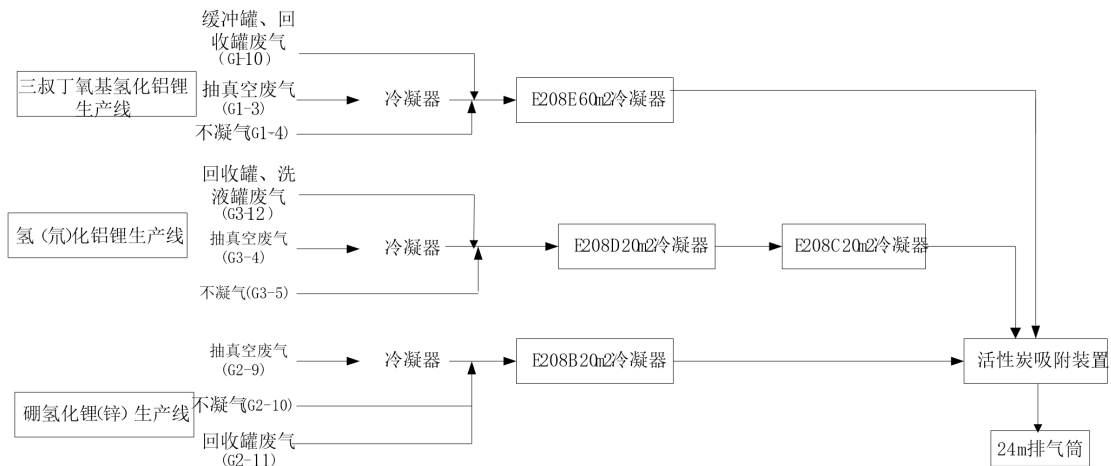 缓冲罐、回
收罐废气
(G1-10)
三叔丁氧基氢化铝锂
生产线
抽真空废气
(G1-3)
冷凝器
E208E60m2冷凝器
不凝气(G1-4)
回收罐、洗
液罐废气
(G3-12)
氢(氘)化铝锂生产线
抽真空废气
(G3-4)
冷凝器
E208D20m2冷凝器
E208C20m2冷凝器
不凝气(G3-5)
抽真空废气
(G2-9)
冷凝器
E208B20m2冷凝器
活性炭吸附装置
硼氢化锂(锌)生产线
不凝气(G2-10)
回收罐废气
(G2-11)
24m排气筒